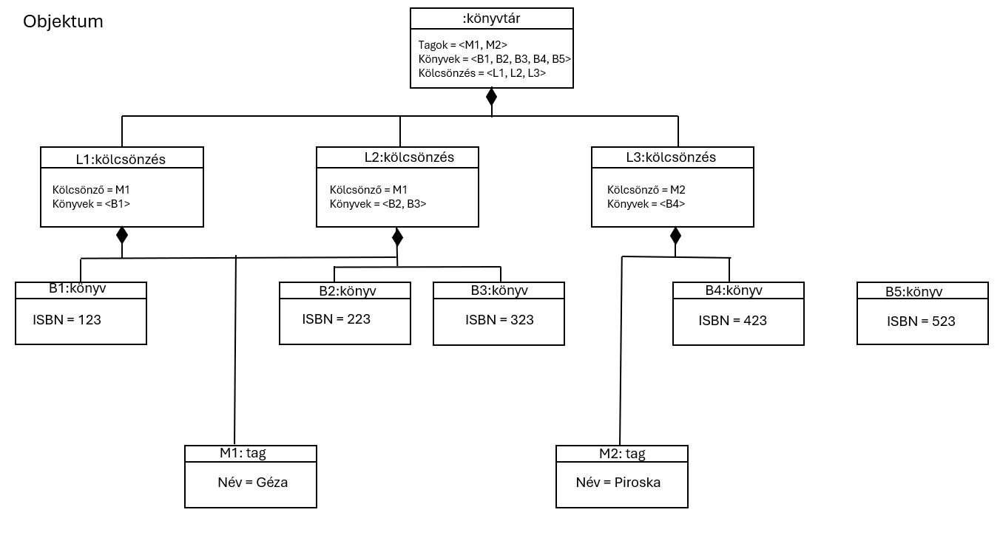 Objektum
:könyvtár
Tagok = <M1, M2>
Könyvek = <B1, B2, B3, B4, B5>
Kölcsönzés = <L1, L2, L3>
L1:kölcsönzés
Kölcsönző = M1
Könyvek = <B1>
L2:kölcsönzés
Kölcsönző = M1
Könyvek = <B2, B3>
L3:kölcsönzés
Kölcsönző = M2
Könyvek = <B4>
B1:könyv
ISBN = 123
B2:könyv
ISBN = 223
B3:könyv
ISBN = 323
B4:könyv
ISBN = 423
B5:könyv
ISBN = 523
M1: tag
Név = Géza
M2: tag
Név = Piroska